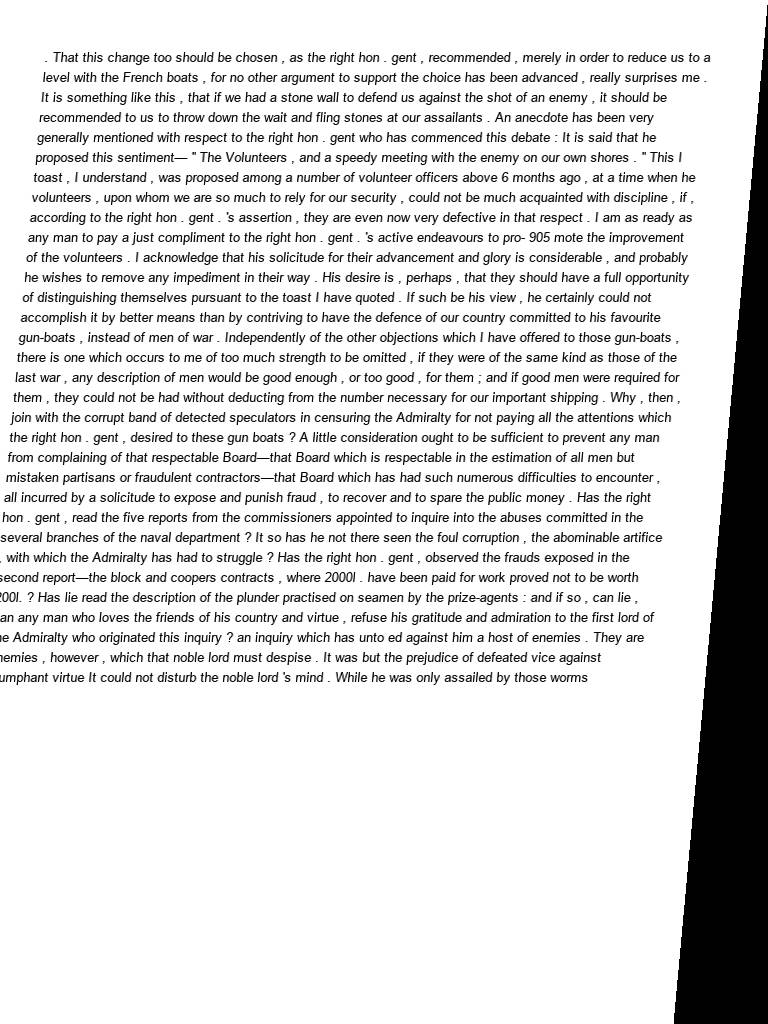 . That this change too should be chosen , as the right hon . gent , recommended , merely in order to reduce us to a
level with the French boats , for no other argument to support the choice has been advanced , really surprises me .
It is something like this , that if we had a stone wall to defend us against the shot of an enemy , it should be
recommended to us to throw down the wait and fling stones at our assailants . An anecdote has been very
generally mentioned with respect to the right hon . gent who has commenced this debate : It is said that he
proposed this sentiment— " The Volunteers , and a speedy meeting with the enemy on our own shores . " This I
toast , I understand , was proposed among a number of volunteer officers above 6 months ago , at a time when he
volunteers , upon whom we are so much to rely for our security , could not be much acquainted with discipline , if ,
according to the right hon . gent . 's assertion , they are even now very defective in that respect . I am as ready as
any man to pay a just compliment to the right hon . gent . 's active endeavours to pro- 905 mote the improvement
of the volunteers . I acknowledge that his solicitude for their advancement and glory is considerable , and probably
he wishes to remove any impediment in their way . His desire is , perhaps , that they should have a full opportunity
of distinguishing themselves pursuant to the toast I have quoted . If such be his view , he certainly could not
accomplish it by better means than by contriving to have the defence of our country committed to his favourite
gun-boats , instead of men of war . Independently of the other objections which I have offered to those gun-boats ,
there is one which occurs to me of too much strength to be omitted , if they were of the same kind as those of the
last war , any description of men would be good enough , or too good , for them ; and if good men were required for
them , they could not be had without deducting from the number necessary for our important shipping . Why , then ,
join with the corrupt band of detected speculators in censuring the Admiralty for not paying all the attentions which
the right hon . gent , desired to these gun boats ? A little consideration ought to be sufficient to prevent any man
from complaining of that respectable Board—that Board which is respectable in the estimation of all men but
mistaken partisans or fraudulent contractors—that Board which has had such numerous difficulties to encounter ,
all incurred by a solicitude to expose and punish fraud , to recover and to spare the public money . Has the right
hon . gent , read the five reports from the commissioners appointed to inquire into the abuses committed in the
several branches of the naval department ? It so has he not there seen the foul corruption , the abominable artifice
, with which the Admiralty has had to struggle ? Has the right hon . gent , observed the frauds exposed in the
second report—the block and coopers contracts , where 2000l . have been paid for work proved not to be worth
200l. ? Has lie read the description of the plunder practised on seamen by the prize-agents : and if so , can lie ,
any man who loves the friends of his country and virtue , refuse his gratitude and admiration to the first lord of
Admiralty who originated this inquiry ? an inquiry which has unto ed against him a host of enemies . They are
, however , which that noble lord must despise . It was but the prejudice of defeated vice against
virtue It could not disturb the noble lord 's mind . While he was only assailed by those worms